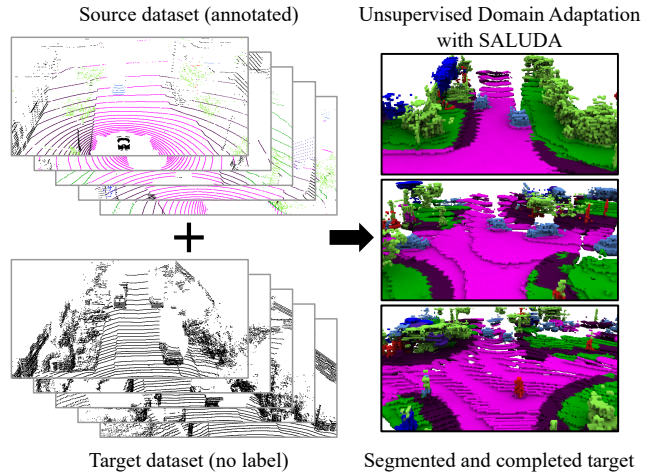 Source dataset (annotated)
Unsupervised Domain Adaptation
with SALUDA
Target dataset (no label)
Segmented and completed target